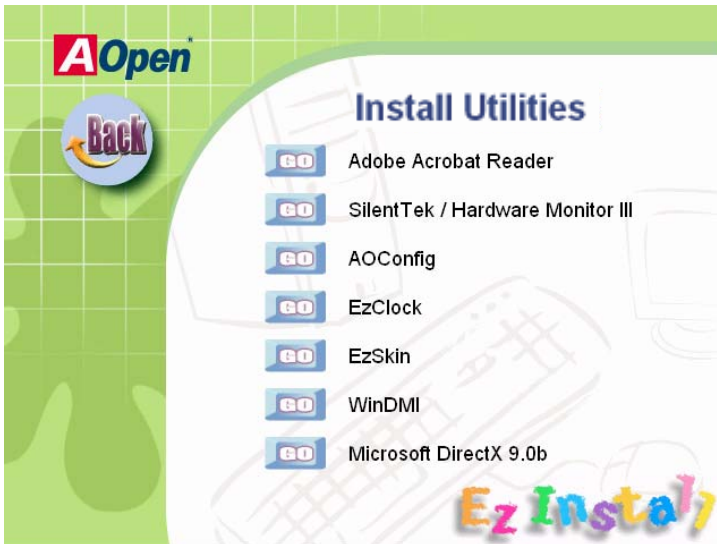 AOpen
Back
Install Utilities
GO Adobe Acrobat Reader
GO SilentTek / Hardware Monitor III
GO AOConfig
GO EzClock
GO EzSkin
GO WinDMI
GO Microsoft DirectX 9.0b
Ez Install